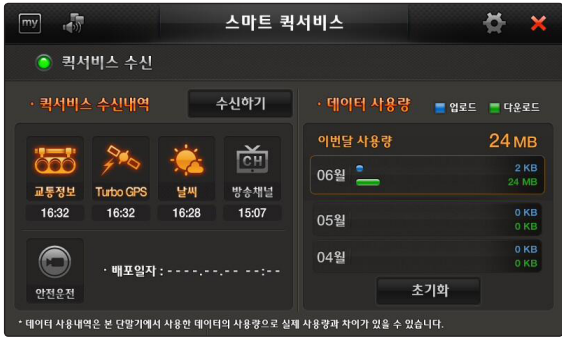 my
스마트 퀵서비스
퀵서비스 수신
· 퀵서비스 수신내역
수신하기
· 데이터 사용량
업로드
다운로드
교통정보
Turbo GPS
날씨
CH
방송채널
16:32
16:32
16:28
15:07
안전운전
· 배포일자 : - - - - . - - . - - - - : - -
이번달 사용량
24 MB
06월
2 KB
24 MB
05월
0 KB
0 KB
04월
0 KB
0 KB
초기화
* 데이터 사용내역은 본 단말기에서 사용한 데이터의 사용량으로 실제 사용량과 차이가 있을 수 있습니다.